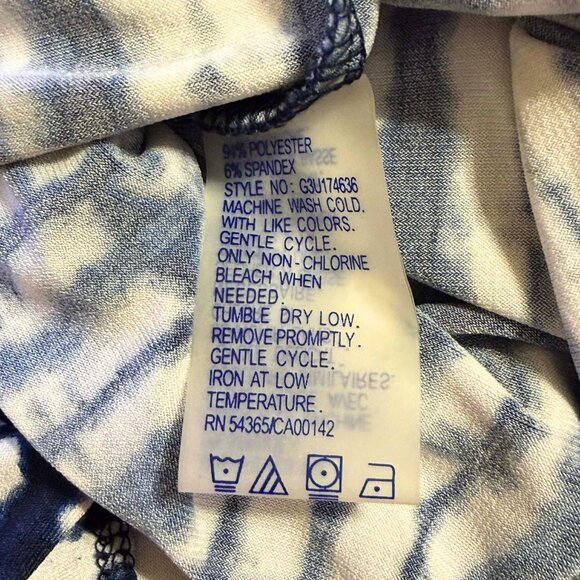 94% POLYESTER
6% SPANDEX
STYLE NO: G3U174636
MACHINE WASH COLD.
WITH LIKE COLORS.
GENTLE CYCLE.
ONLY NON-CHLORINE
BLEACH WHEN
NEEDED.
TUMBLE DRY LOW.
REMOVE PROMPTLY.
GENTLE CYCLE.
IRON AT LOW
TEMPERATURE.
RN 54365/CA00142